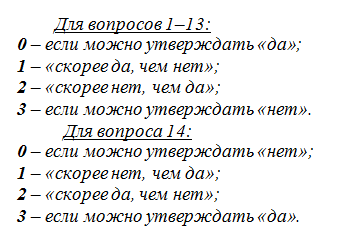 Для вопросов 1–13:
0 – если можно утверждать «да»;
1 – «скорее да, чем нет»;
2 – «скорее нет, чем да»;
3 – если можно утверждать «нет».
Для вопроса 14:
0 – если можно утверждать «нет»;
1 – «скорее нет, чем да»;
2 – «скорее да, чем нет»;
3 – если можно утверждать «да».